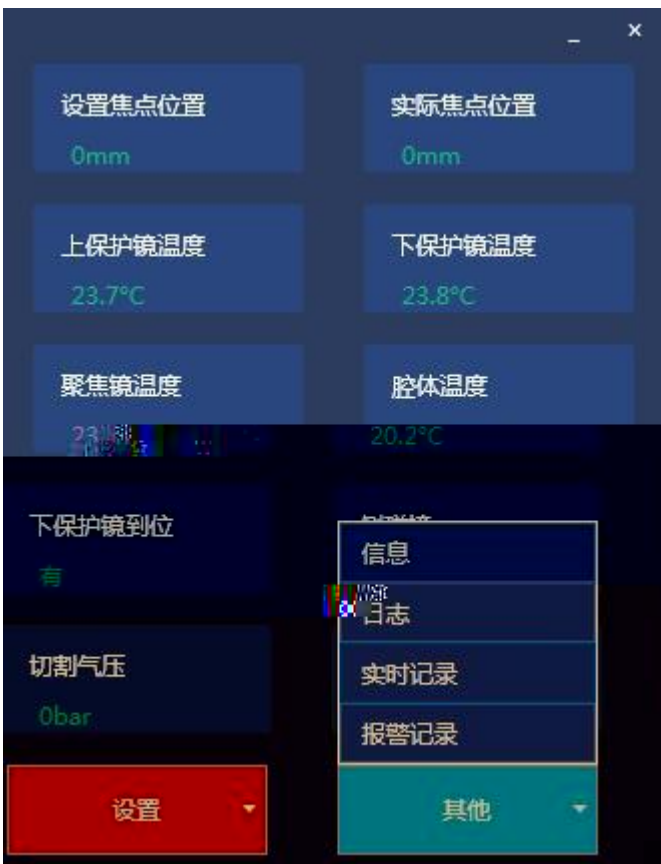 设置焦点位置
实际焦点位置
0mm
0mm
上保护镜温度
下保护镜温度
23.7°C
23.8°C
聚焦镜温度
腔体温度
20.2°C
下保护镜到位
有
信息
日志
切割气压
实时记录
0bar
报警记录
设置
其他